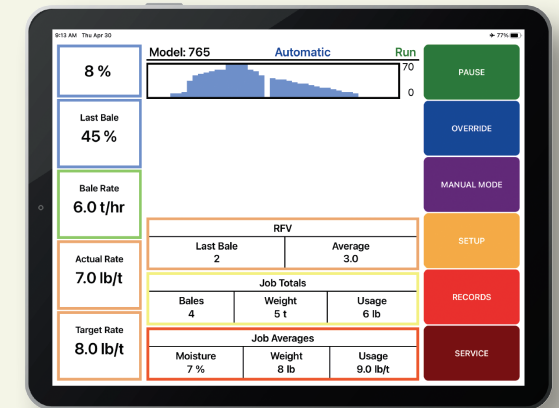 9:13 AM Thu Apr 30
77%
Model: 765 Automatic Run
70
0
8 %
Last Bale
45 %
Bale Rate
6.0 t/hr
Actual Rate
7.0 lb/t
Target Rate
8.0 lb/t
RFV
Last Bale Average
2 3.0
Job Totals
Bales Weight Usage
4 5 t 6 lb
Job Averages
Moisture Weight Usage
7 % 8 lb 9.0 lb/t
PAUSE
OVERRIDE
MANUAL MODE
SETUP
RECORDS
SERVICE